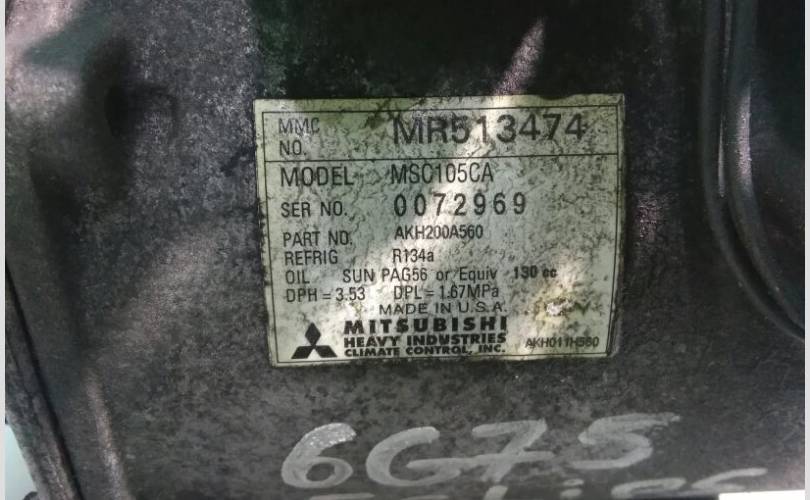 MMC NO. MR513474
MODEL MSC105CA
SER NO. 0072969
PART NO. AKH200A560
REFRIG R134a
OIL SUN PAG56 or Equiv 130 cc
DPH = 3.53 DPL = 1.67MPa
MADE IN U.S.A.
MITSUBISHI
HEAVY INDUSTRIES
CLIMATE CONTROL, INC.
AKH011H560
6G75